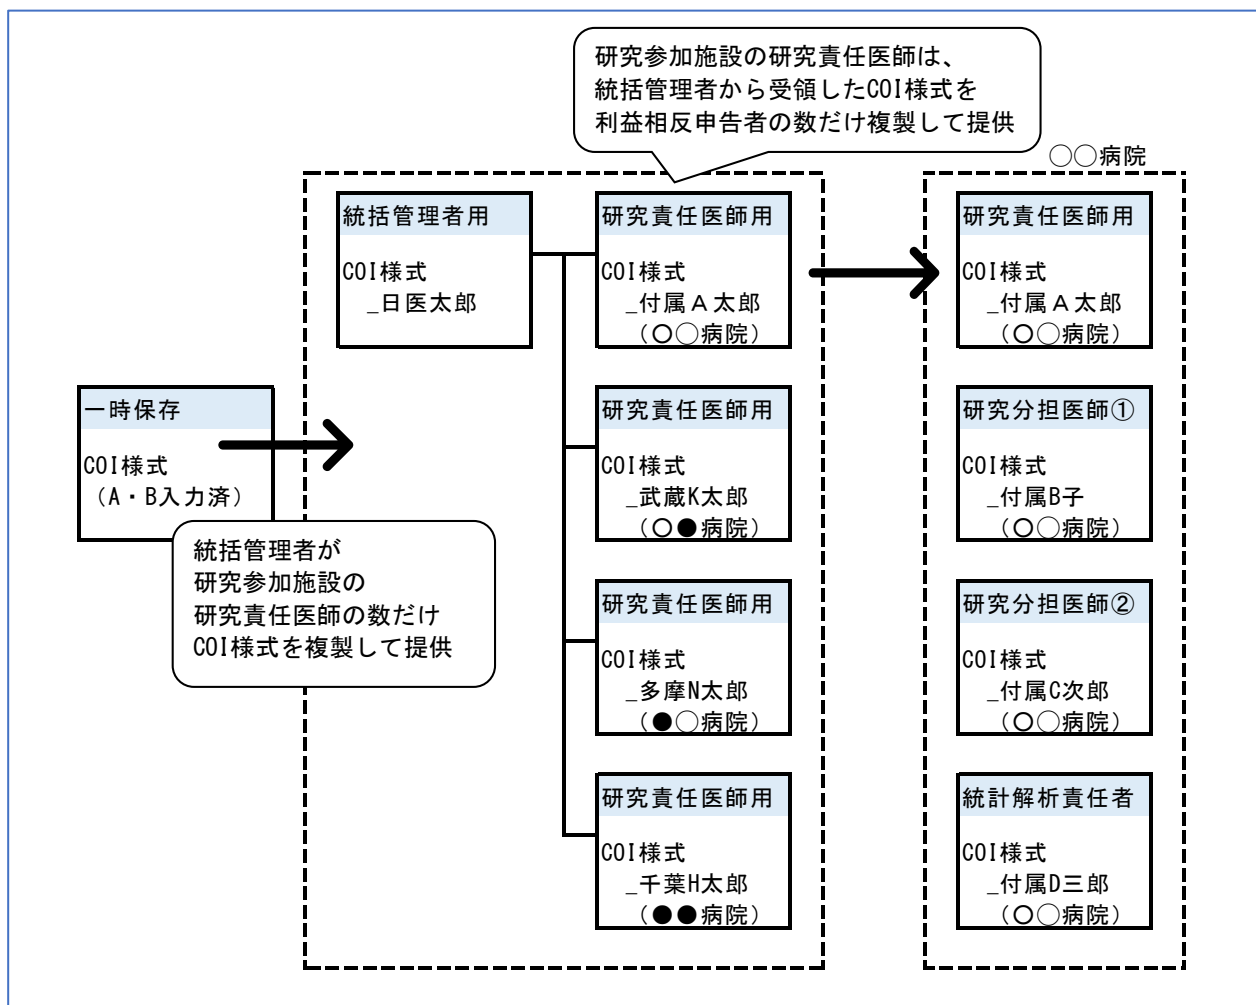 研究参加施設の研究責任医師は、
統括管理者から受領したCOI様式を
利益相反申告者の数だけ複製して提供
○○病院
統括管理者用
COI様式
_日医太郎
研究責任医師用
COI様式
_付属A太郎
(○○病院)
研究責任医師用
COI様式
_付属A太郎
(○○病院)
一時保存
COI様式
(A・B入力済)
研究責任医師用
COI様式
_武蔵K太郎
(○●病院)
研究分担医師①
COI様式
_付属B子
(○○病院)
統括管理者が
研究参加施設の
研究責任医師の数だけ
COI様式を複製して提供
研究責任医師用
COI様式
_多摩N太郎
(●○病院)
研究分担医師②
COI様式
_付属C次郎
(○○病院)
研究責任医師用
COI様式
_千葉H太郎
(●●病院)
統計解析責任者
COI様式
_付属D三郎
(○○病院)